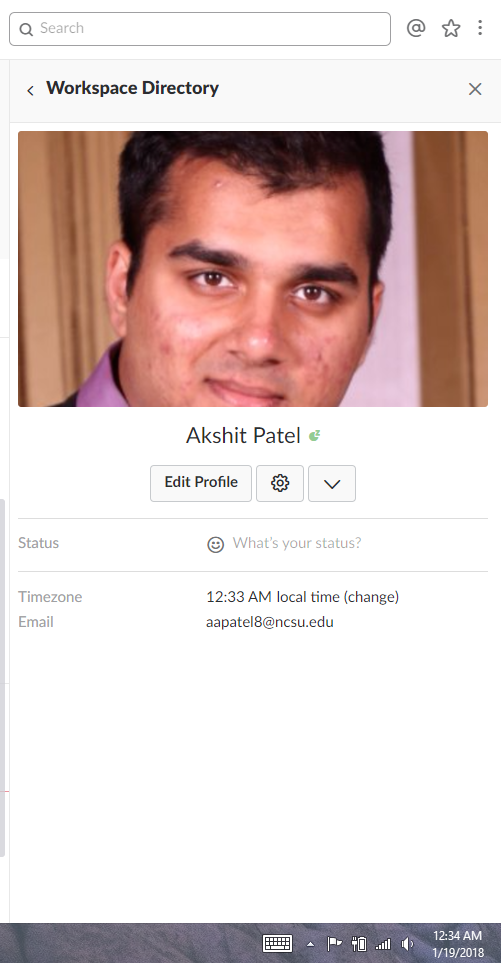 Search
Workspace Directory
Akshit Patel
Edit Profile
Status What's your status?
Timezone 12:33 AM local time (change)
Email aapatel8@ncsu.edu
12:34 AM
1/19/2018